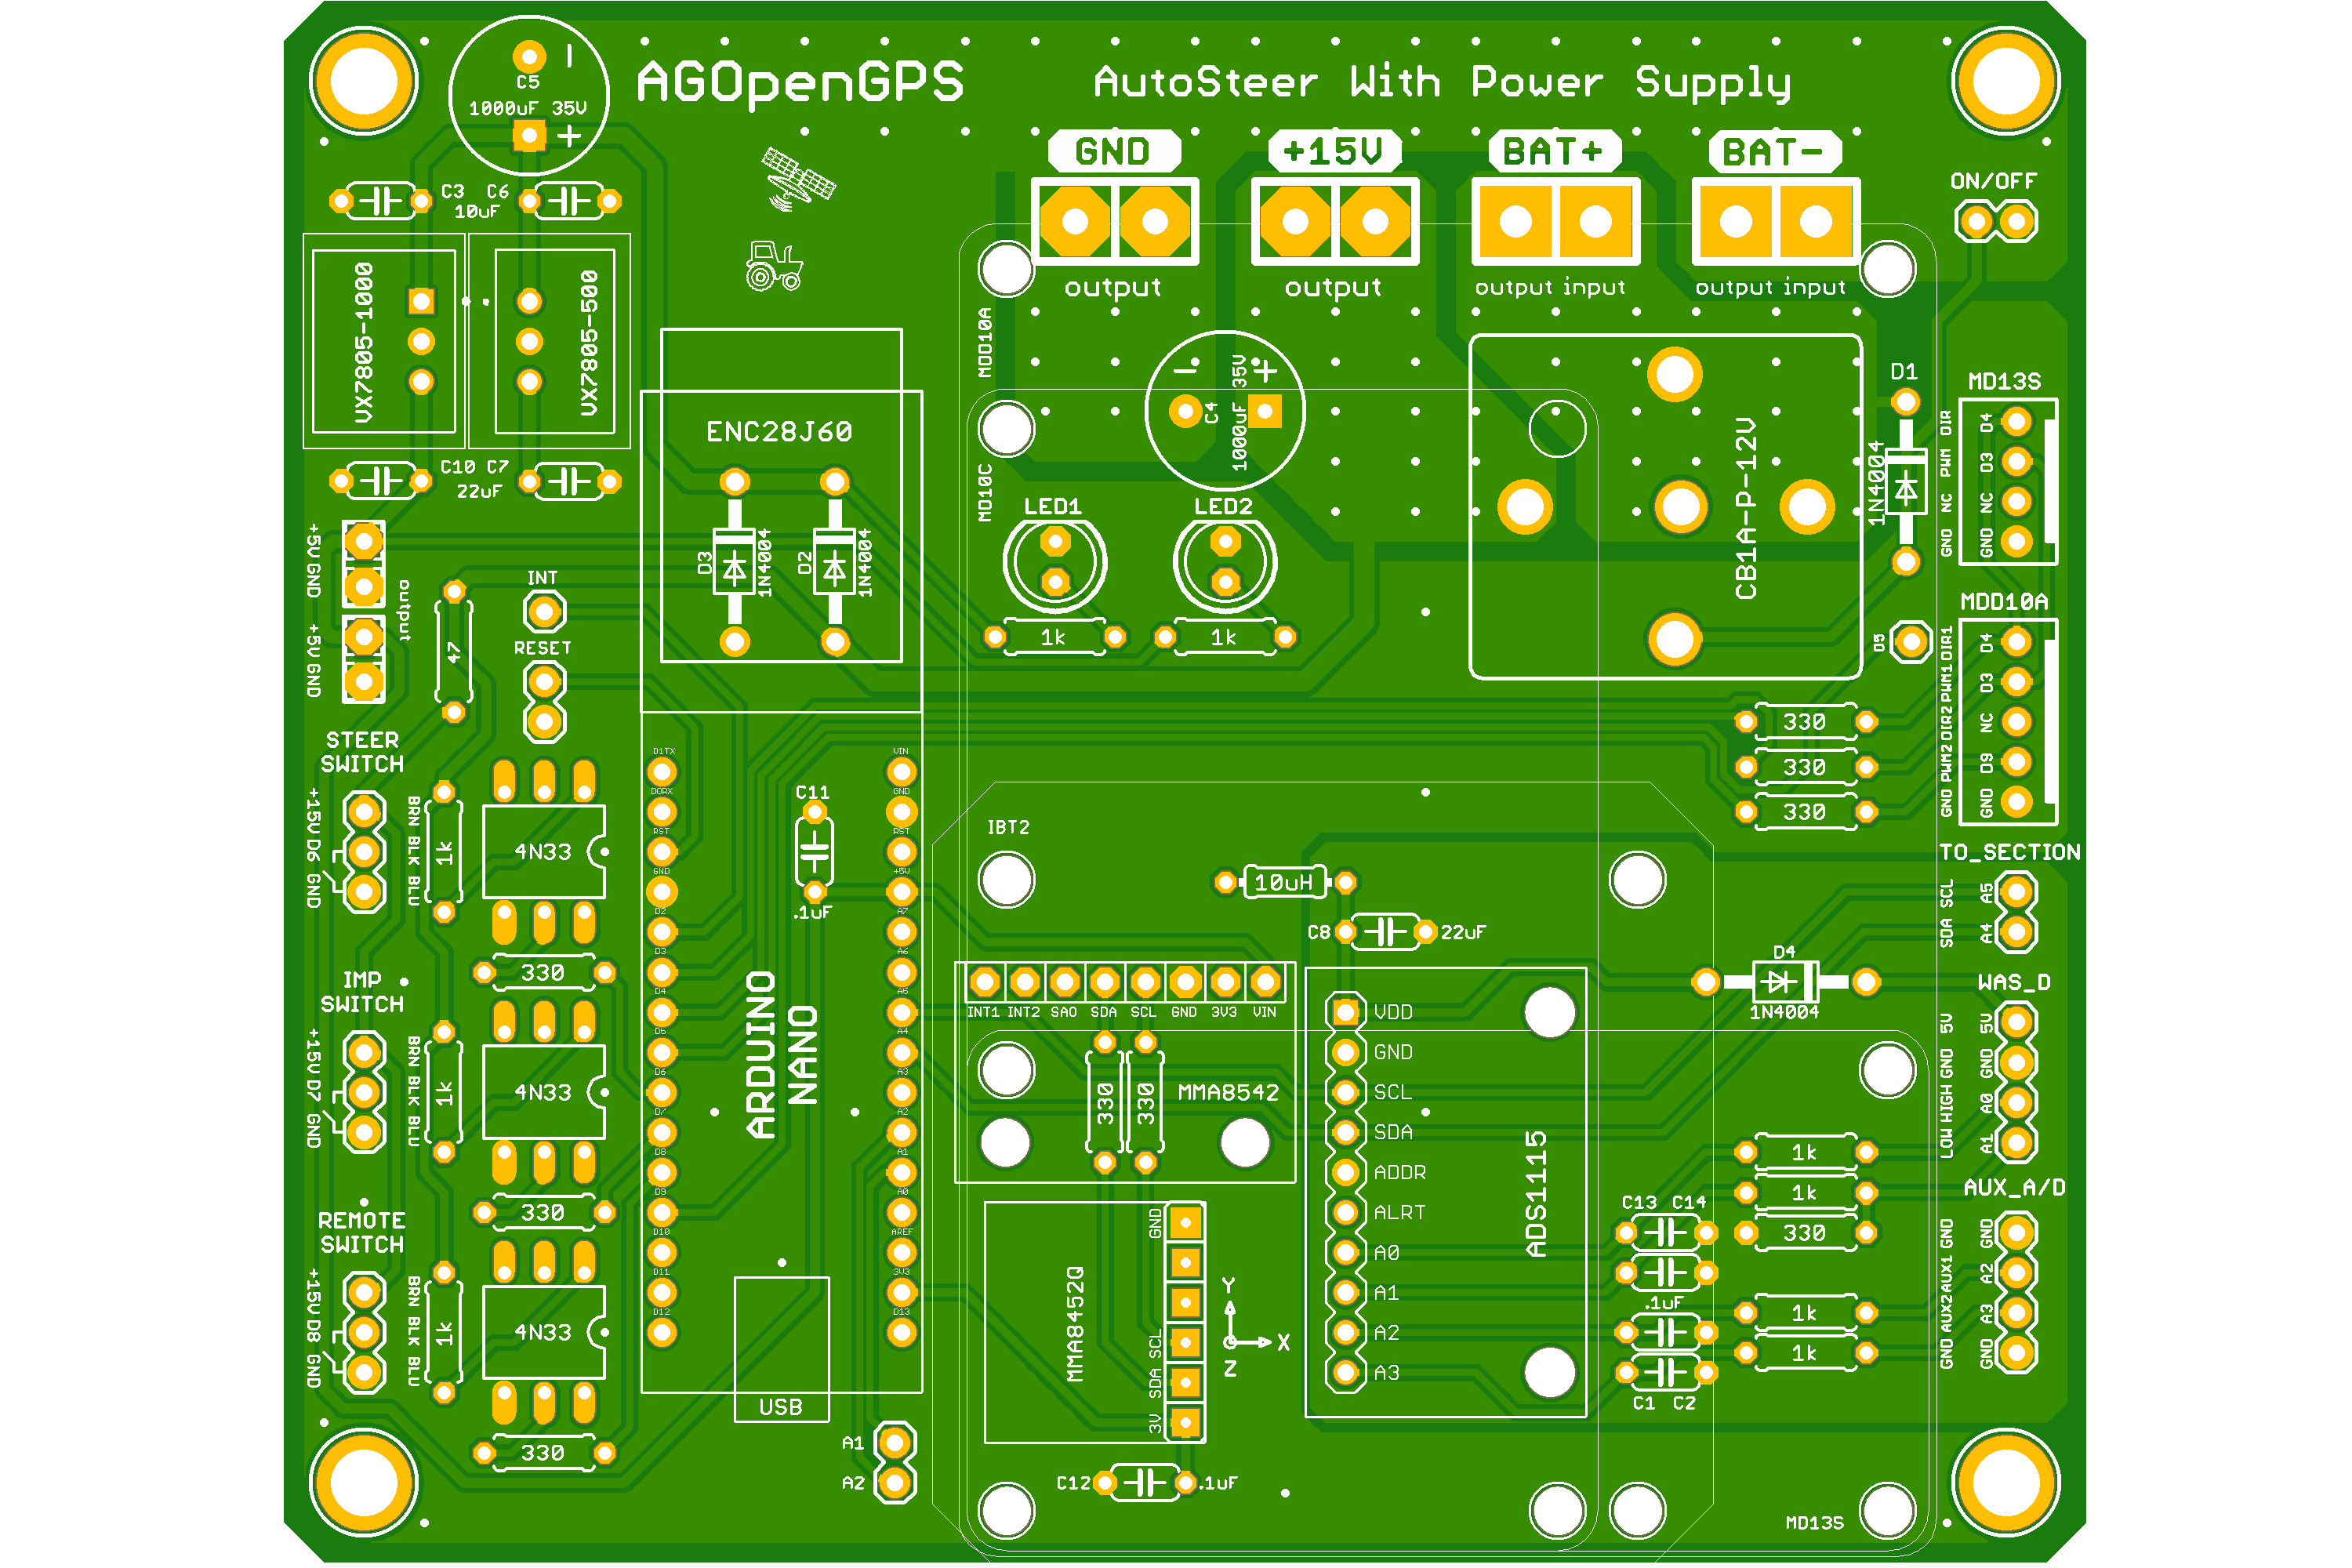 AGOpenGPS
AutoSteer With Power Supply
C5
1000uF 35V
GND
+15V
BAT+
BAT-
ON/OFF
C3 C6
10uF
output
output
output input
output input
VX7805-1000
VX7805-500
MDD10A
MD10C
C4
1000uF 35V
CB1A-P-12V
D1
1N4004
MD13S
DIR D4
PWM D3
NC NC
GND GND
ENC28J60
C10 C7
22uF
LED1
LED2
D3
1N4004
D2
1N4004
+5V GND
output
+5V GND
47
INT
RESET
1k
1k
MDD10A
D5
DIR1 D4
PWM1 D3
DIR2 NC
PWM2 D9
GND GND
330
330
330
STEER
SWITCH
+15V D6 GND
BRN BLK BLU
1k
4N33
330
D1TX
DORX
RST
GND
D2
D3
D4
D5
D6
D7
D8
D9
D10
D11
D12
VIN
GND
RST
+5V
A7
A6
A5
A4
A3
A2
A1
A0
AREF
3V3
D13
C11
.1uF
ARDUINO
NANO
USB
IBT2
10uH
C8
22uF
TO_SECTION
SCL A5
SDA A4
D4
1N4004
WAS_D
5V 5V
GND GND
HIGH A0
LOW A1
IMP
SWITCH
+15V D7 GND
BRN BLK BLU
1k
4N33
330
INT1 INT2 SAO SDA SCL GND 3V3 VIN
330
330
MMA8542
VDD
GND
SCL
SDA
ADDR
ALRT
A0
A1
A2
A3
ADS1115
1k
1k
330
1k
1k
C13 C14
.1uF
C1 C2
AUX_A/D
GND GND
AUX1 A2
AUX2 A3
GND GND
REMOTE
SWITCH
+15V D8 GND
BRN BLK BLU
1k
4N33
330
MMA8452Q
GND
SCL
SDA
3V
Y
X
Z
A1
A2
C12
.1uF
MD13S